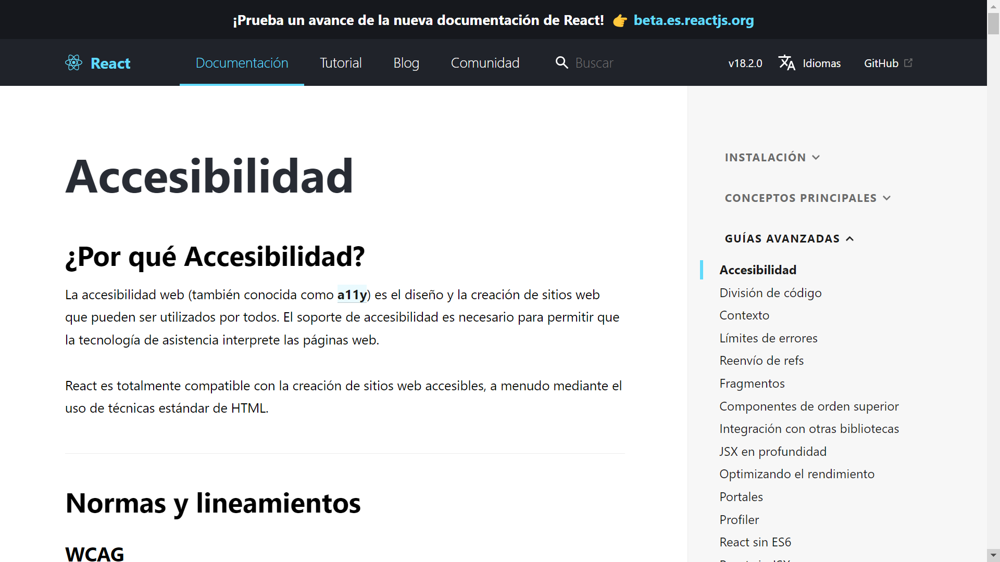 ¡Prueba un avance de la nueva documentación de React! 👉 beta.es.reactjs.org
React
Documentación
Tutorial
Blog
Comunidad
Buscar
v18.2.0
Idiomas
GitHub
Accesibilidad
¿Por qué Accesibilidad?
La accesibilidad web (también conocida como a11y) es el diseño y la creación de sitios web
que pueden ser utilizados por todos. El soporte de accesibilidad es necesario para permitir que
la tecnología de asistencia interprete las páginas web.
React es totalmente compatible con la creación de sitios web accesibles, a menudo mediante el
uso de técnicas estándar de HTML.
Normas y lineamientos
WCAG
INSTALACIÓN
CONCEPTOS PRINCIPALES
GUÍAS AVANZADAS
Accesibilidad
División de código
Contexto
Límites de errores
Reenvío de refs
Fragmentos
Componentes de orden superior
Integración con otras bibliotecas
JSX en profundidad
Optimizando el rendimiento
Portales
Profiler
React sin ES6